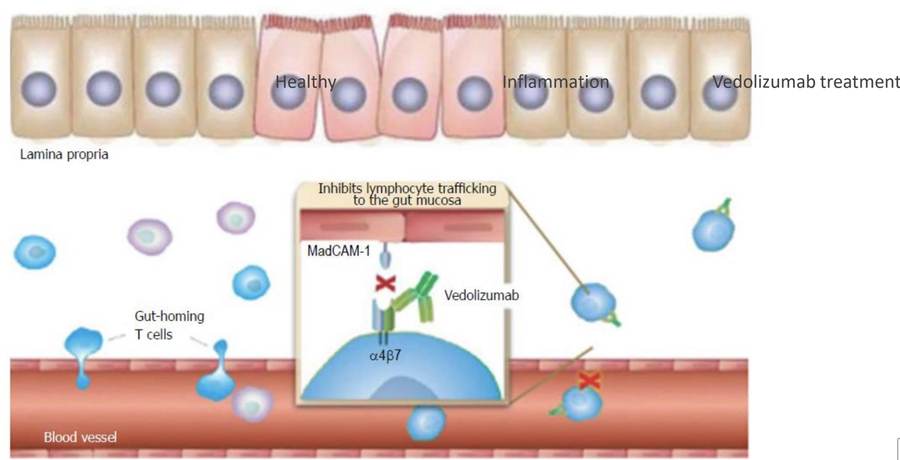 Healthy
Inflammation
Vedolizumab treatment
Lamina propria
Inhibits lymphocyte trafficking
to the gut mucosa
MadCAM-1
Vedolizumab
Gut-homing
T cells
α4β7
Blood vessel